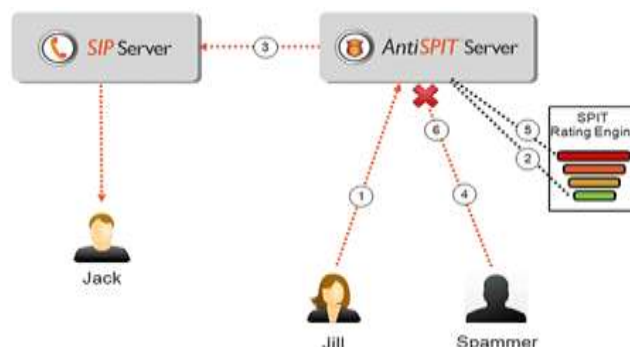 SIP Server
3
AntiSPIT Server
SPIT
Rating Engin
5
2
6
1
4
Jack
Jill
Spammer